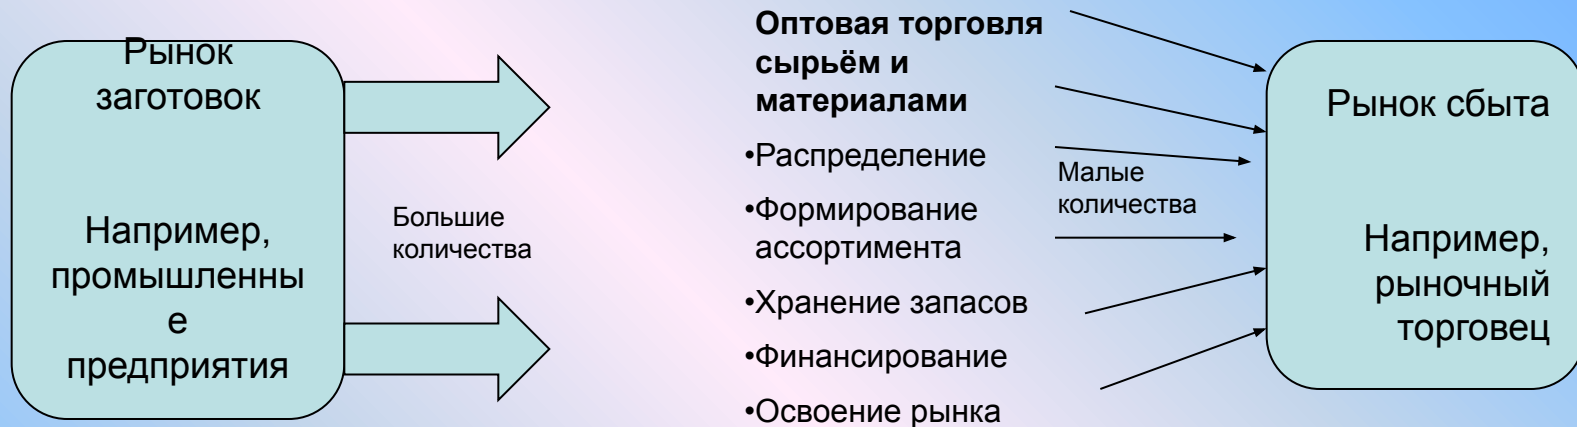 Рынок
заготовок
Например,
промышленны
е
предприятия
Большие
количества
Оптовая торговля
сырьём и
материалами
•Распределение
•Формирование
ассортимента
•Хранение запасов
•Финансирование
•Освоение рынка
Малые
количества
Рынок сбыта
Например,
рыночный
торговец